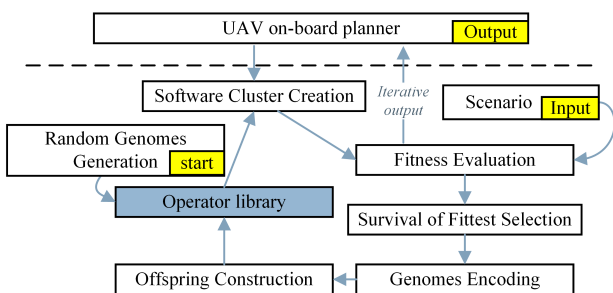 UAV on-board planner
Output
Software Cluster Creation
Iterative
output
Scenario
Input
Random Genomes
Generation
start
Fitness Evaluation
Operator library
Survival of Fittest Selection
Offspring Construction
Genomes Encoding